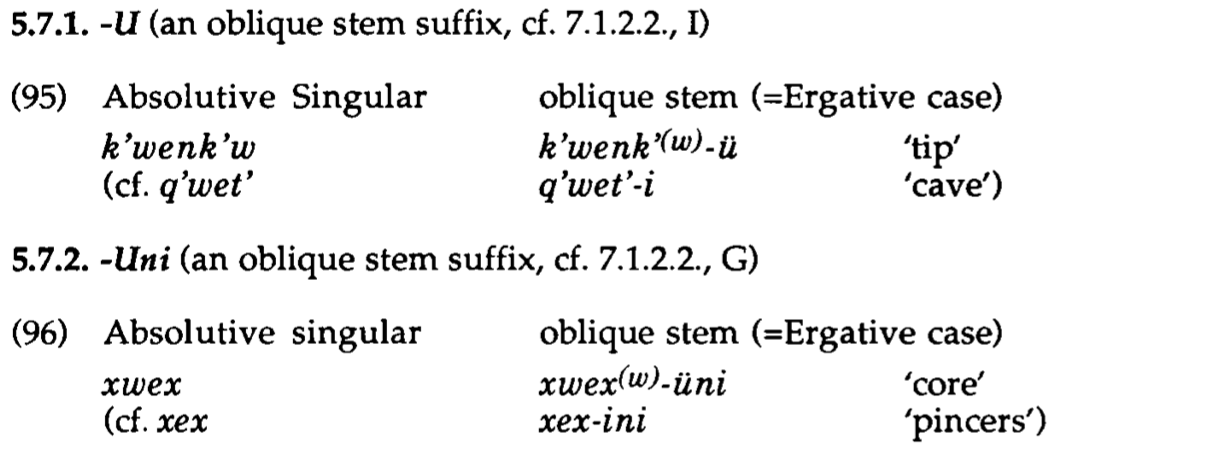 5.7.1. -U (an oblique stem suffix, cf. 7.1.2.2., I)
(95) Absolutive Singular oblique stem (=Ergative case)
k’wenk’w k’wenk’(w)-ü ‘tip’
(cf. q’wet’ q’wet’-i ‘cave’)
5.7.2. -Uni (an oblique stem suffix, cf. 7.1.2.2., G)
(96) Absolutive singular oblique stem (=Ergative case)
xwex xwex(w)-üni ‘core’
(cf. xex xex-ini ‘pincers’)